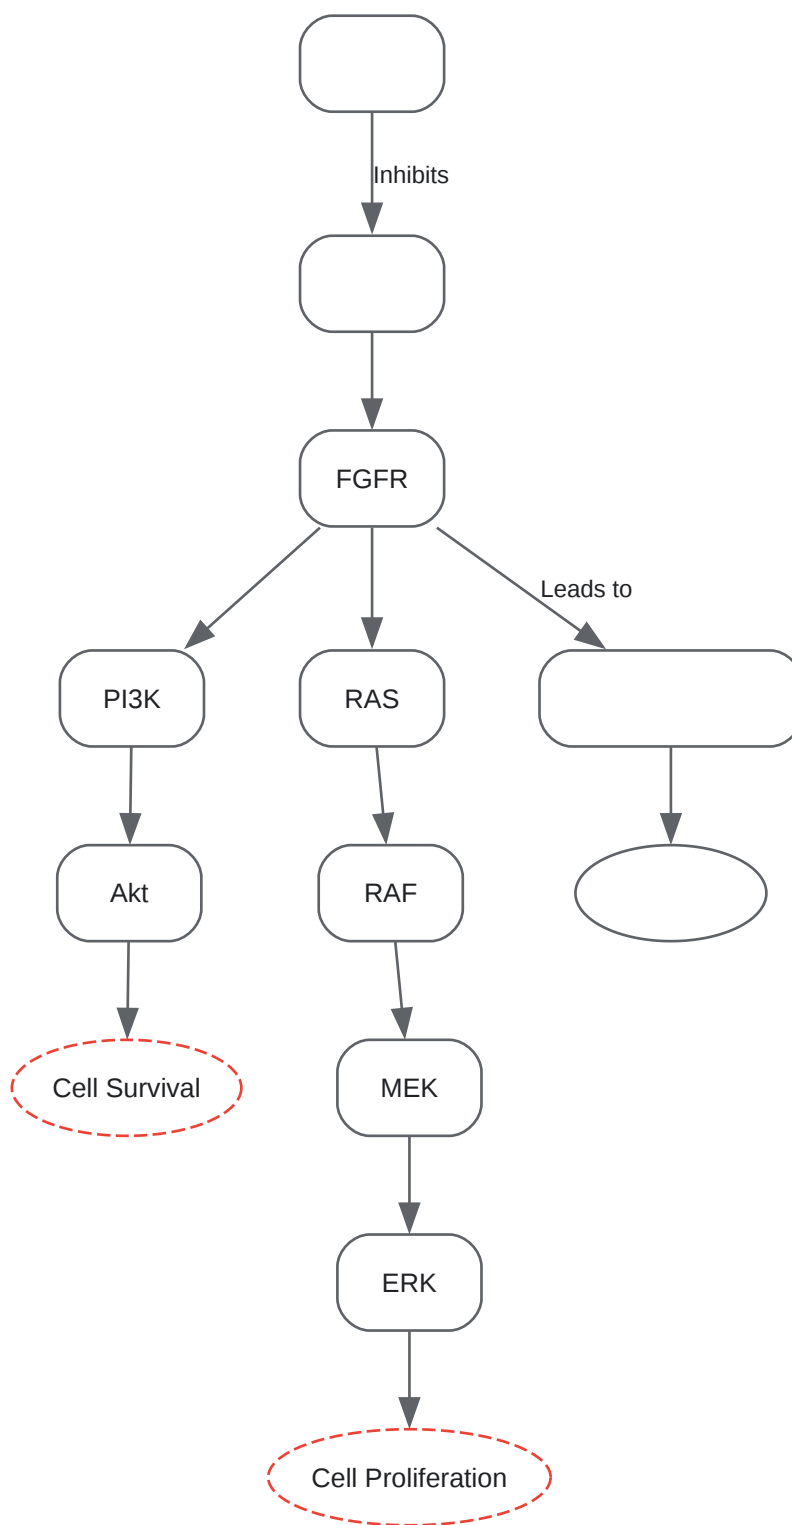 Inhibits
FGFR
Leads to
PI3K
RAS
Akt
RAF
Cell Survival
MEK
ERK
Cell Proliferation